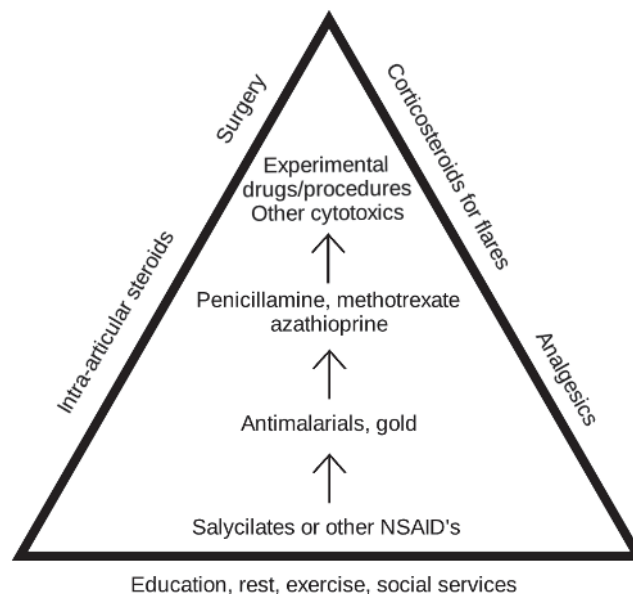 Surgery
Corticosteroids for flares
Experimental
drugs/procedures
Other cytotoxics
Intra-articular steroids
Penicillamine, methotrexate
azathioprine
Analgesics
Antimalarials, gold
Salycilates or other NSAID's
Education, rest, exercise, social services